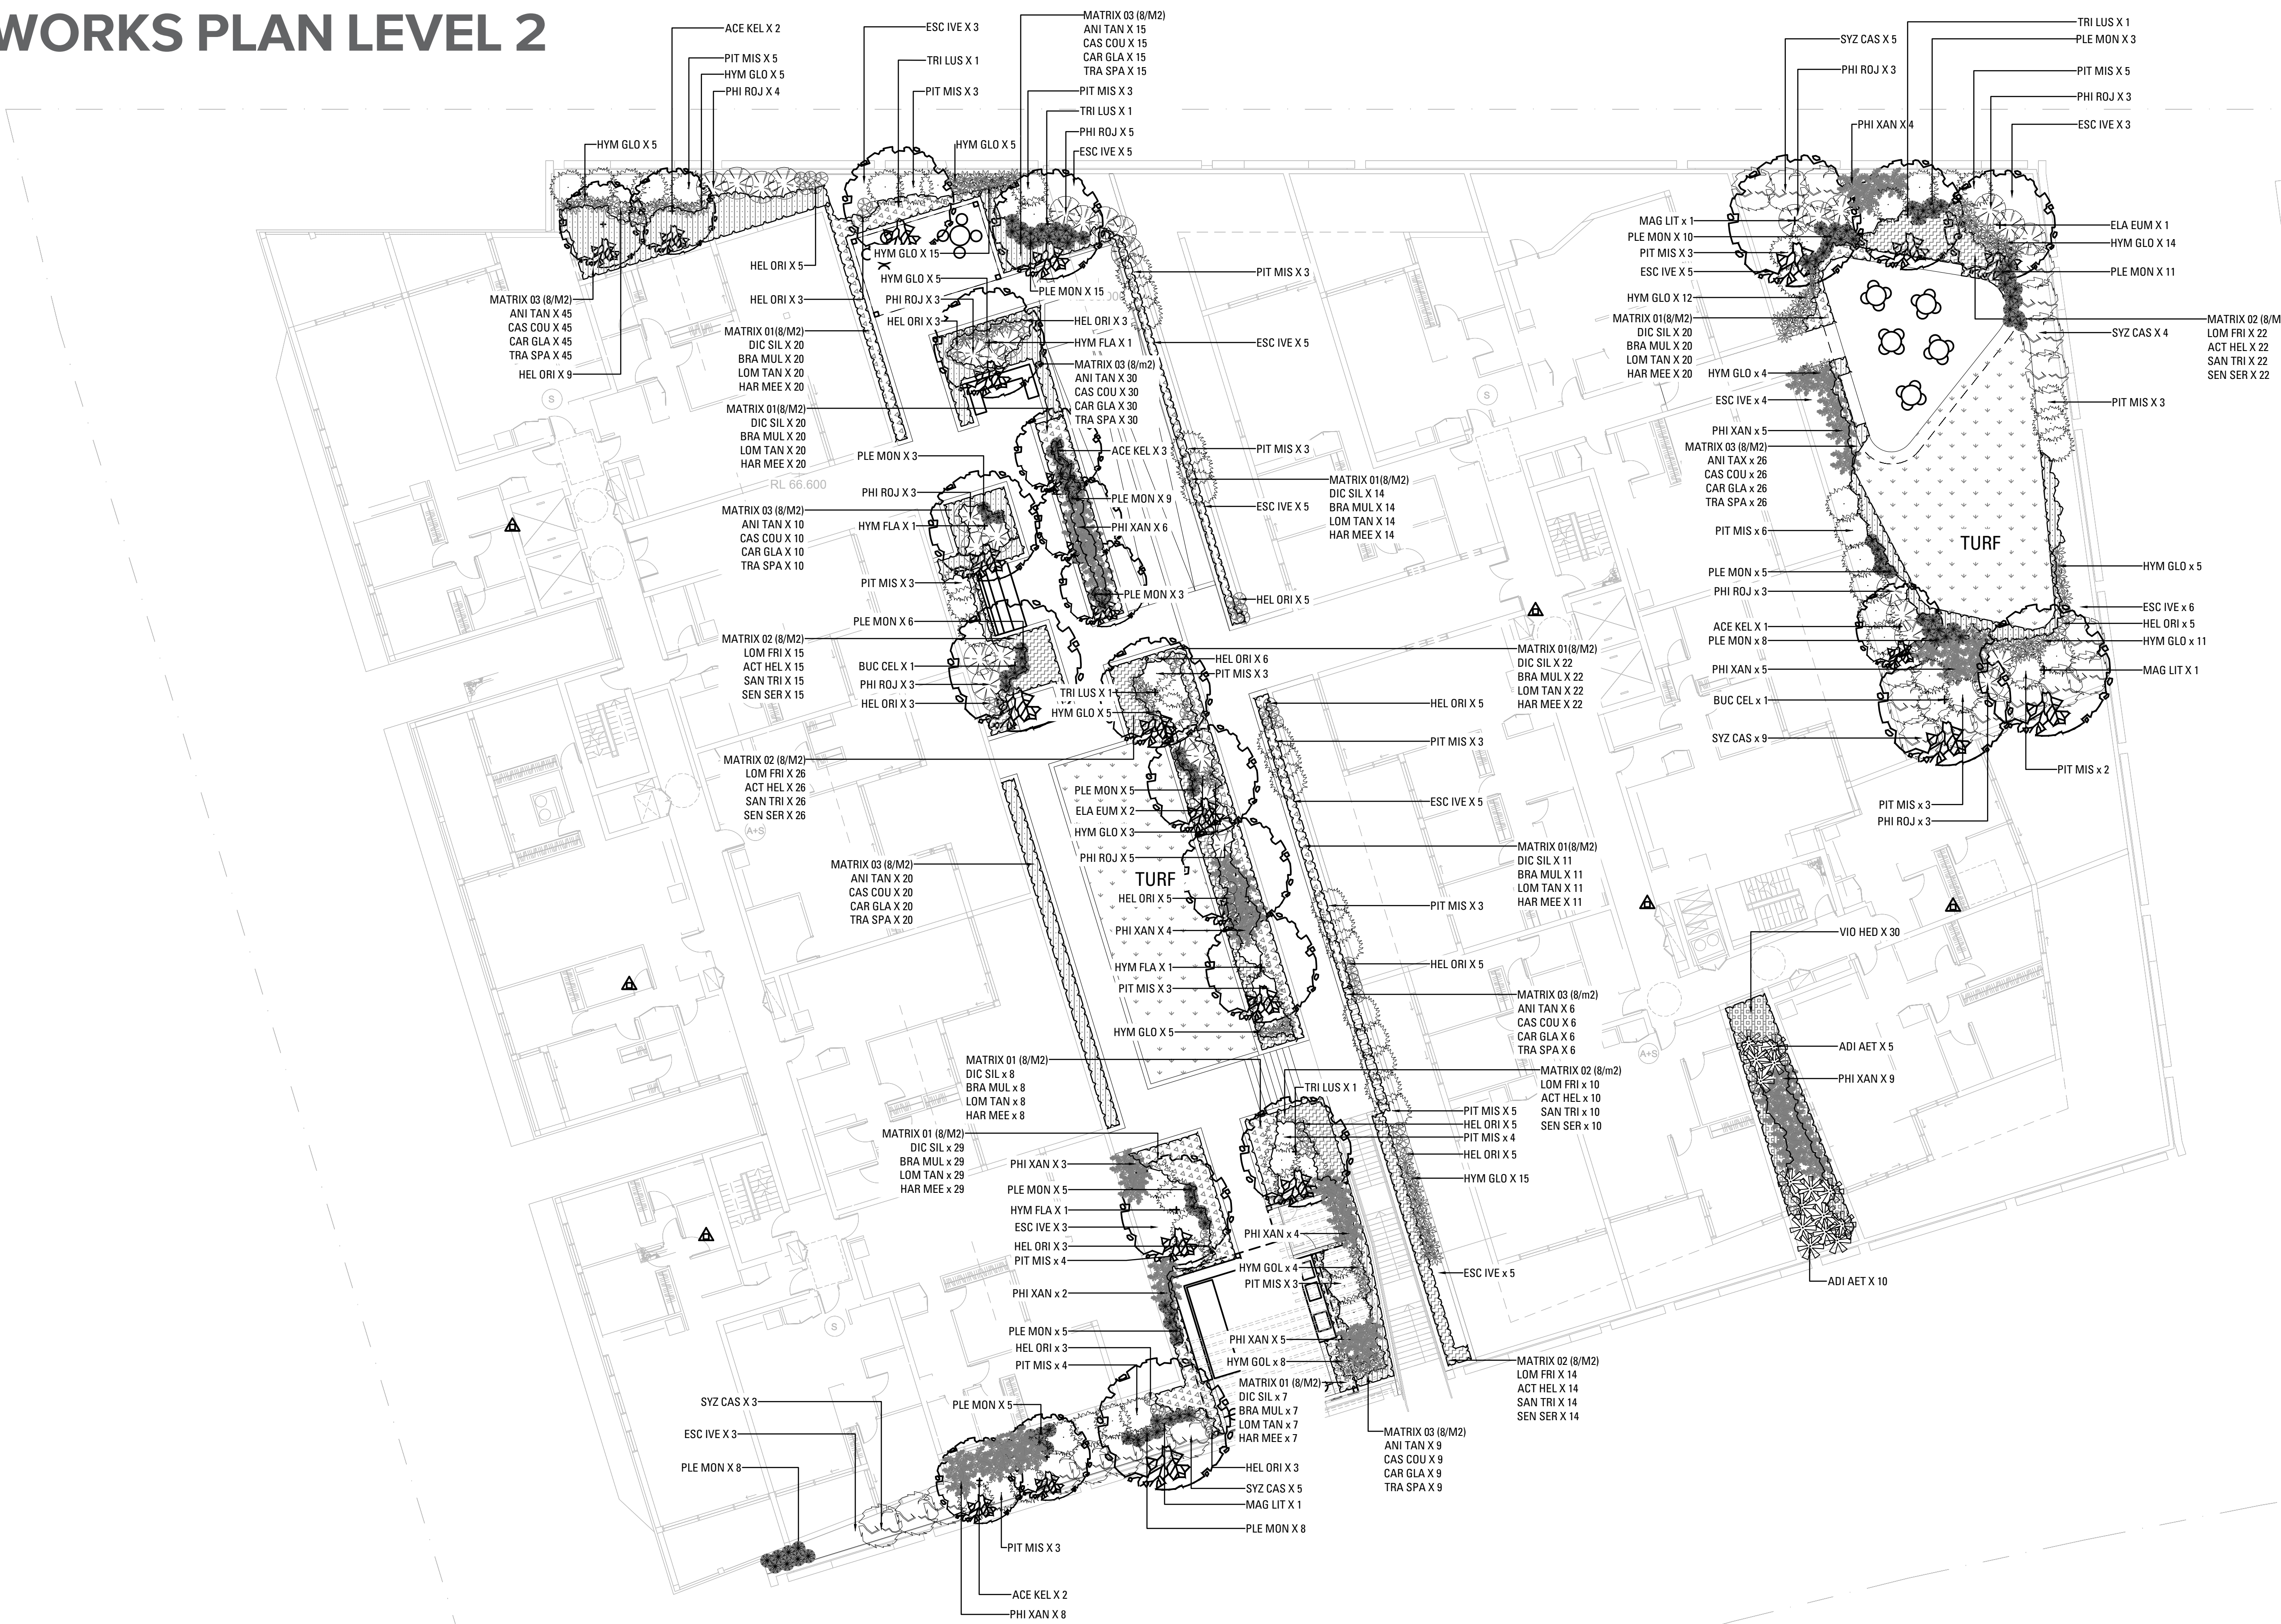 WORKS PLAN LEVEL 2
ACE KEL X 2
PIT MIS X 5
HYM GLO X 5
PHI ROJ X 4
HYM GLO X 5
ESC IVE X 3
TRI LUS X 1
PIT MIS X 3
HYM GLO X 5
MATRIX 03 (8/M2)
ANI TAN X 15
CAS COU X 15
CAR GLA X 15
TRA SPA X 15
PIT MIS X 3
TRI LUS X 1
PHI ROJ X 5
ESC IVE X 5
HEL ORI X 5
MATRIX 03 (8/M2)
ANI TAN X 45
CAS COU X 45
CAR GLA X 45
TRA SPA X 45
HEL ORI X 9
HEL ORI X 3
MATRIX 01(8/M2)
DIC SIL X 20
BRA MUL X 20
LOM TAN X 20
HAR MEE X 20
MATRIX 01(8/M2)
DIC SIL X 20
BRA MUL X 20
LOM TAN X 20
HAR MEE X 20
RL 66.600
HYM GLO X 15
HYM GLO X 5
PHI ROJ X 3
HEL ORI X 3
PLE MON X 15
HEL ORI X 3
HYM FLA X 1
MATRIX 03 (8/m2)
ANI TAN X 30
CAS COU X 30
CAR GLA X 30
TRA SPA X 30
PIT MIS X 3
ESC IVE X 5
PIT MIS X 3
ESC IVE X 5
HEL ORI X 5
MATRIX 01(8/M2)
DIC SIL X 14
BRA MUL X 14
LOM TAN X 14
HAR MEE X 14
PLE MON X 3
PHI ROJ X 3
MATRIX 03 (8/M2)
ANI TAN X 10
CAS COU X 10
CAR GLA X 10
TRA SPA X 10
HYM FLA X 1
PIT MIS X 3
PLE MON X 6
ACE KEL X 3
PLE MON X 9
PHI XAN X 6
PLE MON X 3
MATRIX 02 (8/M2)
LOM FRI X 15
ACT HEL X 15
SAN TRI X 15
SEN SER X 15
BUC CEL X 1
PHI ROJ X 3
HEL ORI X 3
HEL ORI X 6
PIT MIS X 3
TRI LUS X 1
HYM GLO X 5
MATRIX 02 (8/M2)
LOM FRI X 26
ACT HEL X 26
SAN TRI X 26
SEN SER X 26
A+S
MATRIX 03 (8/M2)
ANI TAN X 20
CAS COU X 20
CAR GLA X 20
TRA SPA X 20
PLE MON X 5
ELA EUM X 2
HYM GLO X 3
PHI ROJ X 5
TURF
HEL ORI X 5
PHI XAN X 4
HYM FLA X 1
PIT MIS X 3
HYM GLO X 5
MATRIX 01(8/M2)
DIC SIL X 22
BRA MUL X 22
LOM TAN X 22
HAR MEE X 22
HEL ORI X 5
PIT MIS X 3
ESC IVE X 5
MATRIX 01(8/M2)
DIC SIL X 11
BRA MUL X 11
LOM TAN X 11
HAR MEE X 11
PIT MIS X 3
HEL ORI X 5
MATRIX 03 (8/m2)
ANI TAN X 6
CAS COU X 6
CAR GLA X 6
TRA SPA X 6
MATRIX 02 (8/m2)
LOM FRI x 10
ACT HEL x 10
SAN TRI x 10
SEN SER x 10
A+S
MATRIX 01 (8/M2)
DIC SIL x 8
BRA MUL x 8
LOM TAN x 8
HAR MEE x 8
TRI LUS X 1
PIT MIS X 5
HEL ORI X 5
PIT MIS x 4
HEL ORI X 5
HYM GLO X 15
MATRIX 01 (8/M2)
DIC SIL x 29
BRA MUL x 29
LOM TAN x 29
HAR MEE x 29
PHI XAN X 3
PLE MON X 5
HYM FLA X 1
ESC IVE X 3
HEL ORI X 3
PIT MIS x 4
PHI XAN x 2
PHI XAN x 4
HYM GOL x 4
PIT MIS X 3
ESC IVE x 5
S
PLE MON x 5
HEL ORI x 3
PIT MIS x 4
PHI XAN X 5
HYM GOL x 8
MATRIX 01 (8/M2)
DIC SIL x 7
BRA MUL x 7
LOM TAN x 7
HAR MEE x 7
MATRIX 02 (8/M2)
LOM FRI X 14
ACT HEL X 14
SAN TRI X 14
SEN SER X 14
MATRIX 03 (8/M2)
ANI TAN X 9
CAS COU X 9
CAR GLA X 9
TRA SPA X 9
SYZ CAS X 3
ESC IVE X 3
PLE MON X 8
PLE MON X 5
HEL ORI X 3
SYZ CAS X 5
MAG LIT X 1
PLE MON X 8
PIT MIS X 3
ACE KEL X 2
PHI XAN X 8
S
S
TRI LUS X 1
PLE MON X 3
SYZ CAS X 5
PHI ROJ X 3
PIT MIS X 5
PHI ROJ X 3
PHI XAN X 4
ESC IVE X 3
MAG LIT x 1
PLE MON X 10
PIT MIS X 3
ESC IVE X 5
HYM GLO X 12
MATRIX 01(8/M2)
DIC SIL X 20
BRA MUL X 20
LOM TAN X 20
HAR MEE X 20
ELA EUM X 1
HYM GLO X 14
PLE MON X 11
MATRIX 02 (8/M
LOM FRI X 22
ACT HEL X 22
SAN TRI X 22
SEN SER X 22
SYZ CAS X 4
HYM GLO x 4
ESC IVE x 4
PHI XAN x 5
MATRIX 03 (8/M2)
ANI TAX x 26
CAS COU x 26
CAR GLA x 26
TRA SPA x 26
PIT MIS X 3
PIT MIS x 6
TURF
PLE MON x 5
PHI ROJ x 3
HYM GLO x 5
ESC IVE x 6
HEL ORI x 5
HYM GLO x 11
ACE KEL X 1
PLE MON x 8
PHI XAN x 5
MAG LIT X 1
BUC CEL x 1
SYZ CAS x 9
PIT MIS x 2
PIT MIS x 3
PHI ROJ x 3
VIO HED X 30
ADI AET X 5
PHI XAN X 9
ADI AET X 10